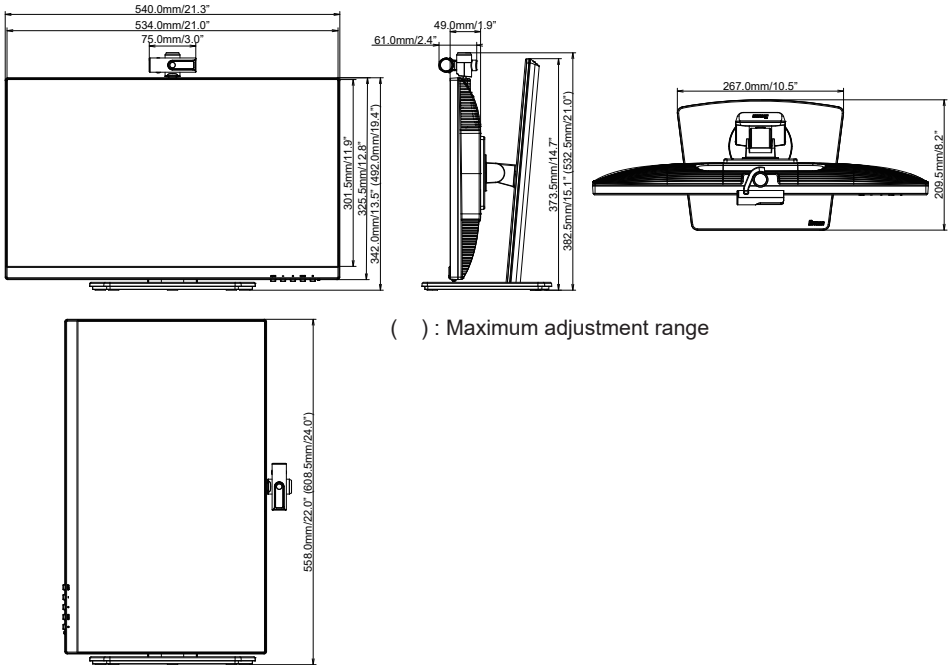 540.0mm/21.3"
534.0mm/21.0"
75.0mm/3.0"
301.5mm/11.9"
325.5mm/12.8"
342.0mm/13.5" (492.0mm/19.4")
49.0mm/1.9"
61.0mm/2.4"
373.5mm/14.7"
382.5mm/15.1" (532.5mm/21.0")
267.0mm/10.5"
209.5mm/8.2"
( ) : Maximum adjustment range
558.0mm/22.0" (608.5mm/24.0")